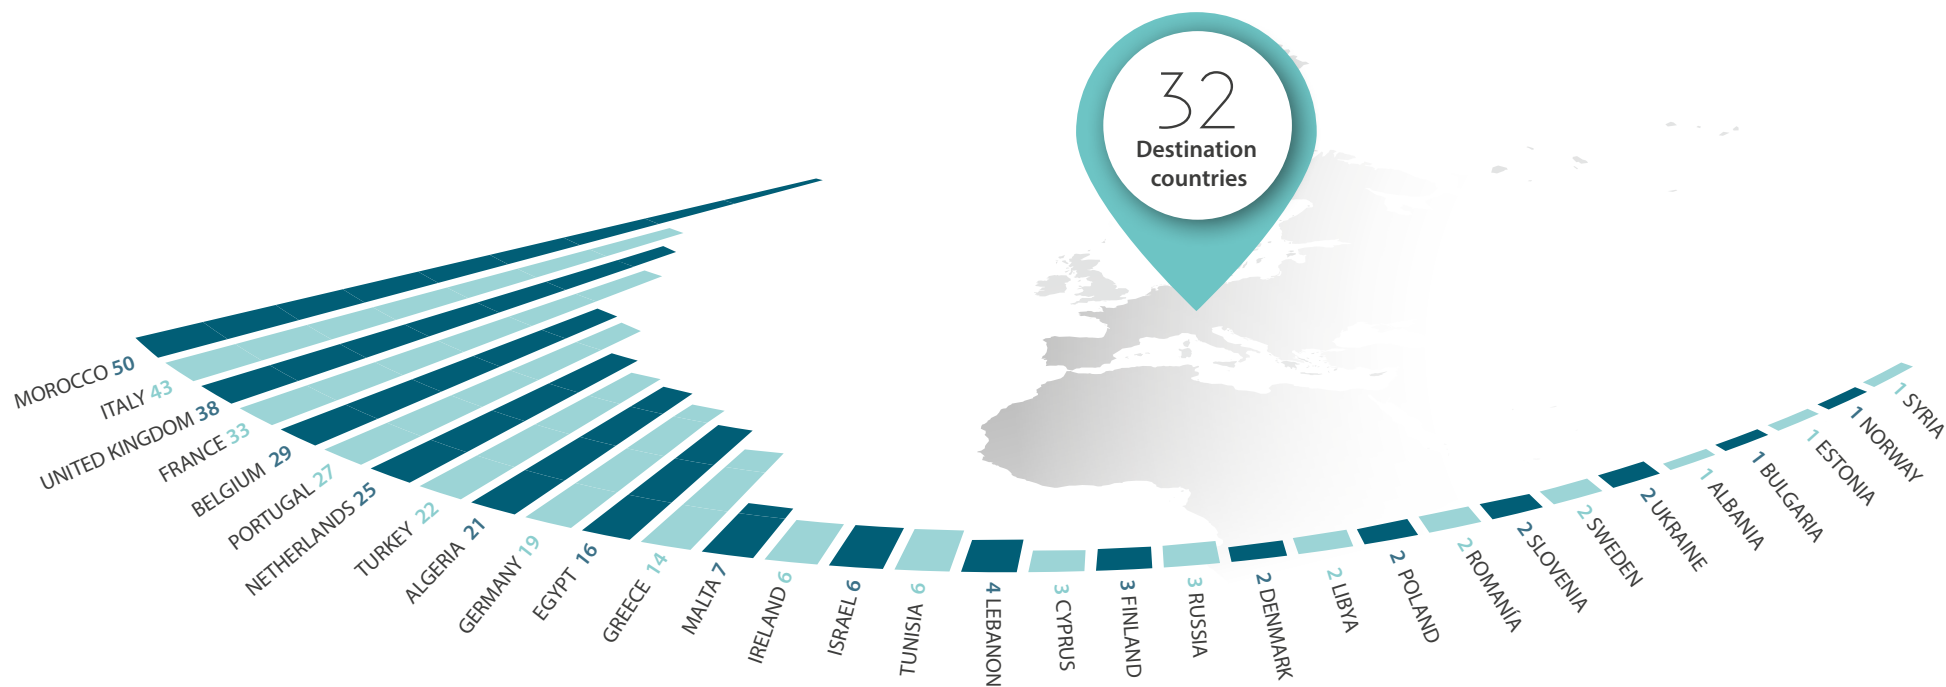 32
Destination
countries
MOROCCO 50
ITALY 43
UNITED KINGDOM 38
FRANCE 33
BELGIUM 29
PORTUGAL 27
NETHERLANDS 25
TURKEY 22
ALGERIA 21
GERMANY 19
EGYPT 16
GREECE 14
MALTA 7
IRELAND 6
ISRAEL 6
TUNISIA 6
4 LEBANON
3 CYPRUS
3 FINLAND
3 RUSSIA
2 DENMARK
2 LIBYA
2 POLAND
2 ROMANÍA
2 SLOVENIA
2 SWEDEN
2 UKRAINE
1 ALBANIA
1 BULGARIA
1 ESTONIA
1 NORWAY
1 SYRIA